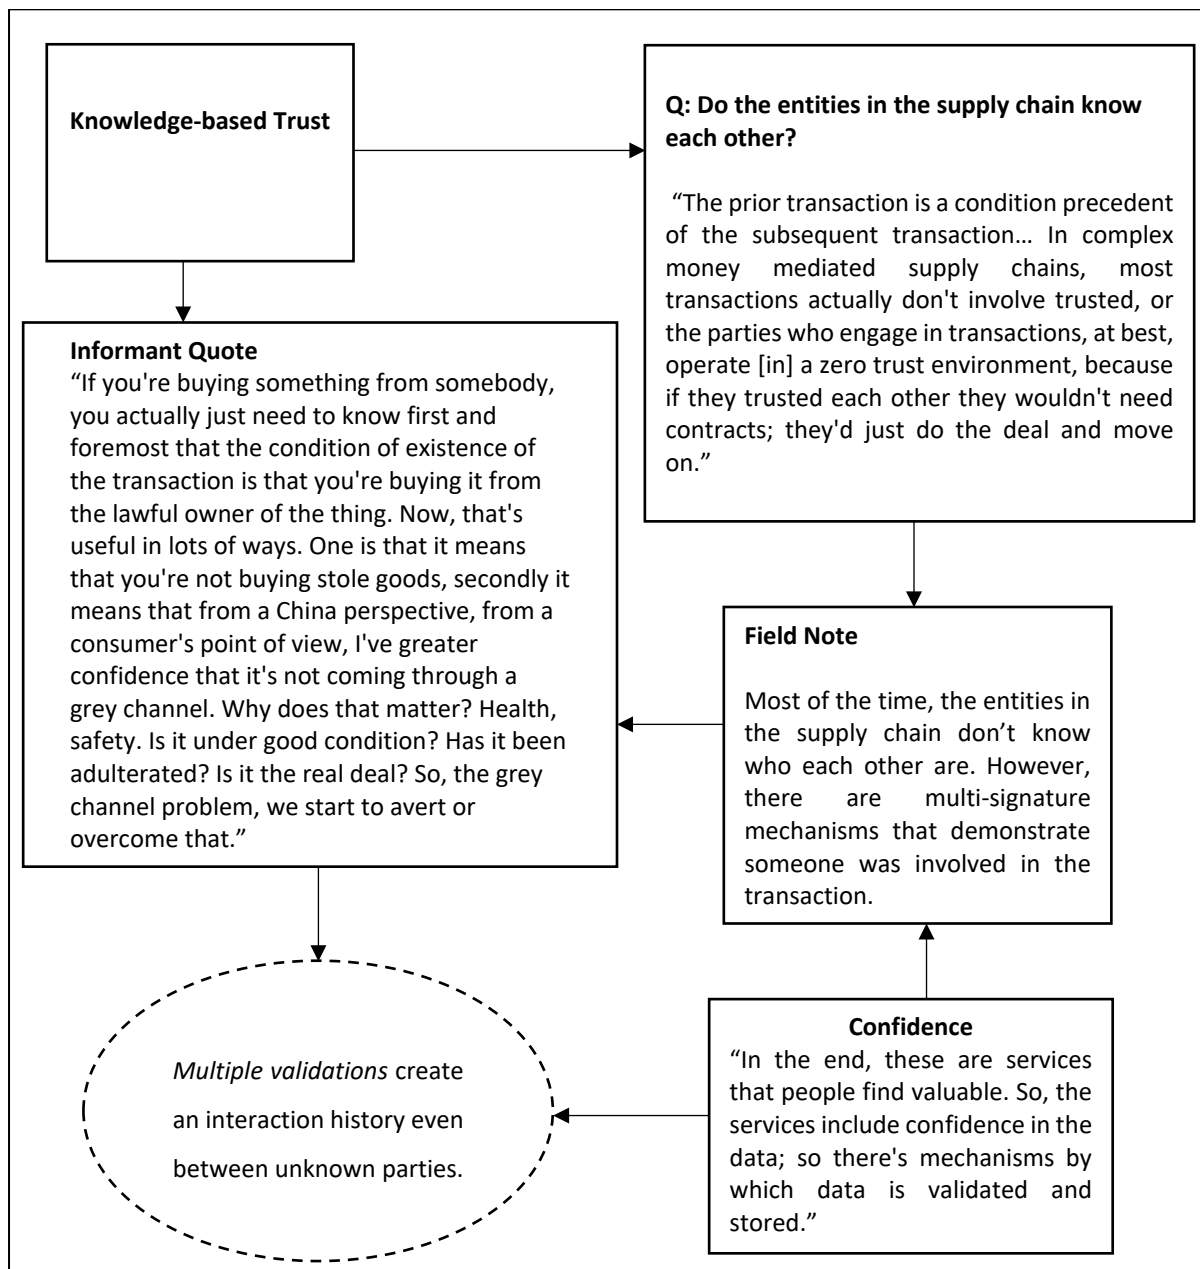 Knowledge-based Trust
Q: Do the entities in the supply chain know
each other?
“The prior transaction is a condition precedent
of the subsequent transaction... In complex
money mediated supply chains, most
transactions actually don't involve trusted, or
the parties who engage in transactions, at best,
operate [in] a zero trust environment, because
if they trusted each other they wouldn't need
contracts; they'd just do the deal and move
on.”
Informant Quote
“If you're buying something from somebody,
you actually just need to know first and
foremost that the condition of existence of
the transaction is that you're buying it from
the lawful owner of the thing. Now, that's
useful in lots of ways. One is that it means
that you're not buying stole goods, secondly it
means that from a China perspective, from a
consumer's point of view, I've greater
confidence that it's not coming through a
grey channel. Why does that matter? Health,
safety. Is it under good condition? Has it been
adulterated? Is it the real deal? So, the grey
channel problem, we start to avert or
overcome that.”
Field Note
Most of the time, the entities in
the supply chain don’t know
who each other are. However,
there are multi-signature
mechanisms that demonstrate
someone was involved in the
transaction.
Multiple validations create
an interaction history even
between unknown parties.
Confidence
“In the end, these are services
that people find valuable. So, the
services include confidence in the
data; so there's mechanisms by
which data is validated and
stored.”